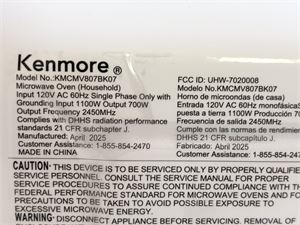 Kenmore®
Model No.:KMCMV807BK07
Microwave Oven (Household)
Input 120V AC 60Hz Single Phase Only with
Grounding Input 1100W Output 700W
Output Frequency 2450MHz
Complies with DHHS radiation performance
standards 21 CFR subchapter J.
Manufactured: April 2025
Customer Assistance: 1-855-854-2470
MADE IN CHINA
FCC ID: UHW-7020008
Modelo No.:KMCMV807BK07
Horno de microondas (de casa)
Entrada 120V AC 60Hz monofásica
puesta a tierra 1100W Producción 70
Frecuencia de salida 2450MHz
Cumple con las normas de rendimien
DHHS 21 CFR subcapítulo J.
Fabricado: April 2025
Customer Assistance: 1-855-854-2470
CAUTION- THIS DEVICE IS TO BE SERVICED ONLY BY PROPERLY QUALIFIE
SERVICE PERSONNEL. CONSULT THE SERVICE MANUAL FOR PROPER
SERVICE PROCEDURES TO ASSURE CONTINUED COMPLIANCE WITH THE
FEDERAL PERFORMANCE STANDARD FOR MICROWAVE OVENS AND FO
PRECAUTIONS TO BE TAKEN TO AVOID POSSIBLE EXPOSURE TO
EXCESSIVE MICROWAVE ENERGY.
WARNING- DISCONNECT APPLIANCE BEFORE SERVICING. REMOVED